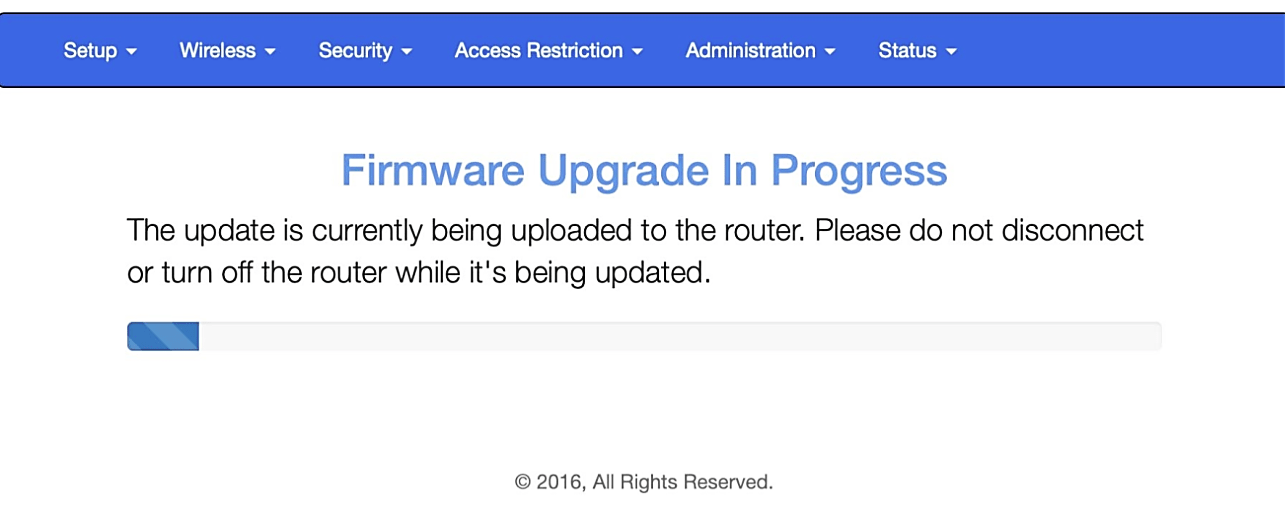 Setup Wireless Security Access Restriction Administration Status
Firmware Upgrade In Progress
The update is currently being uploaded to the router. Please do not disconnect
or turn off the router while it's being updated.
© 2016, All Rights Reserved.